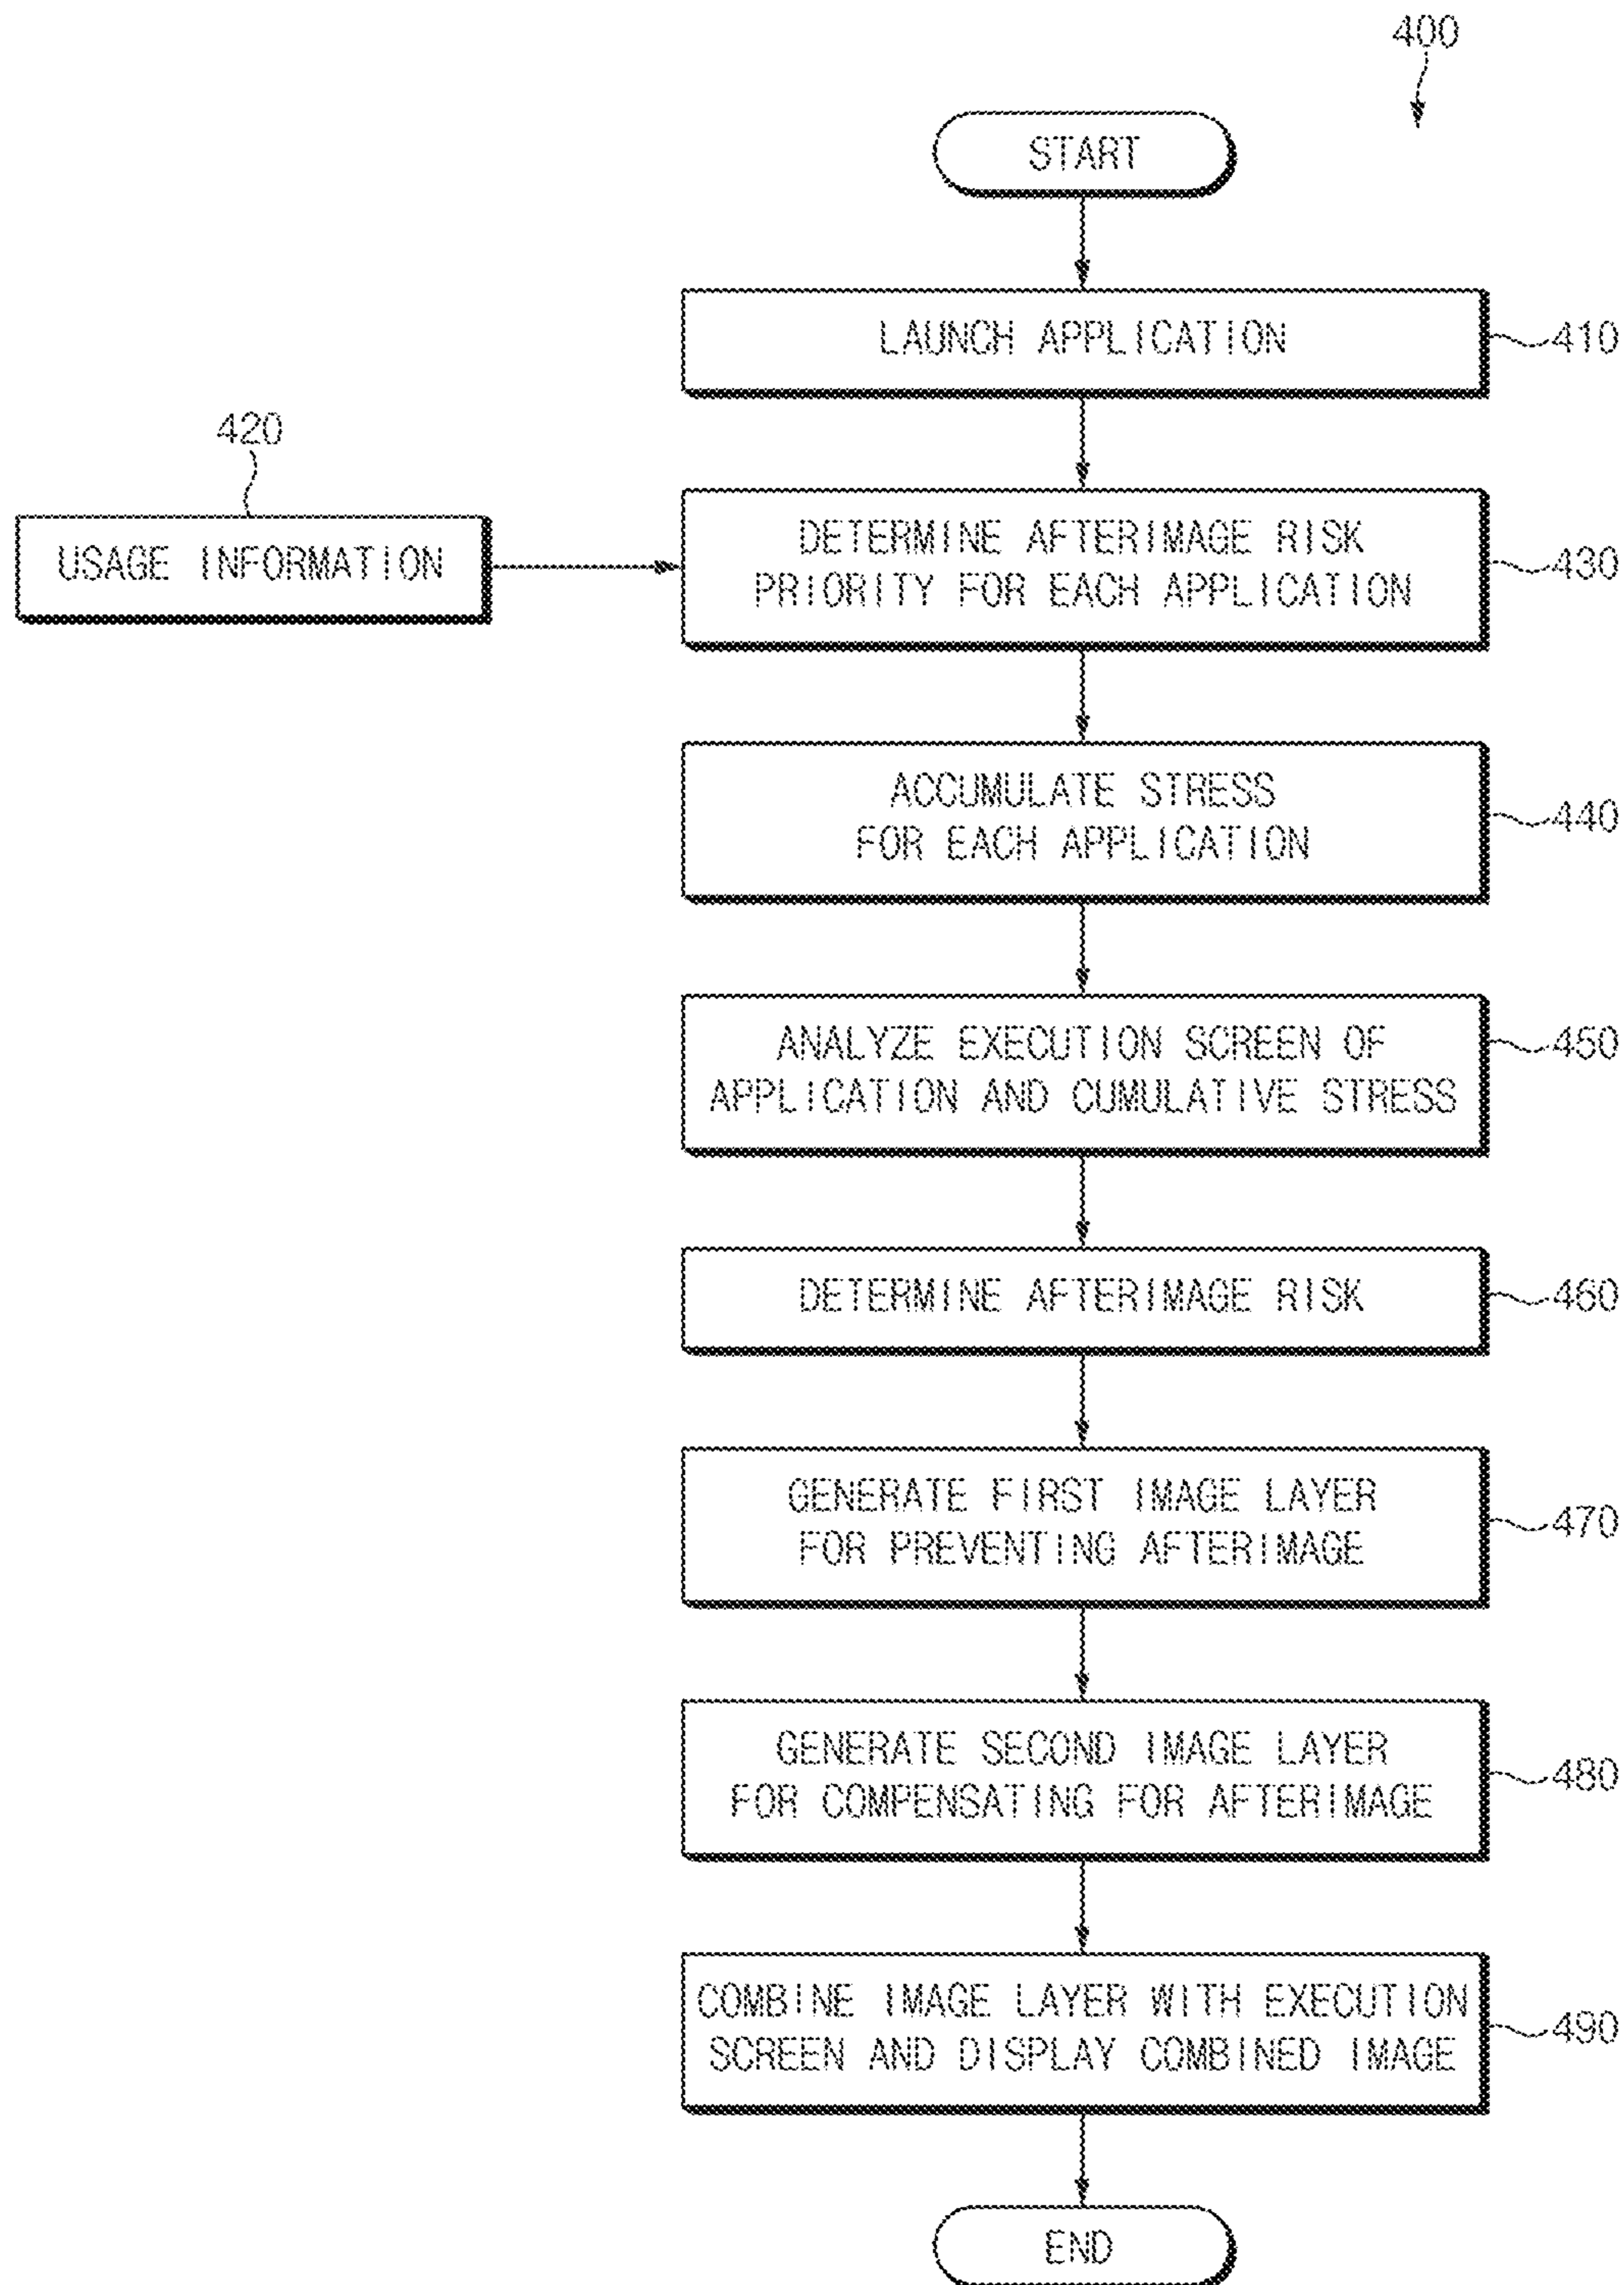 400
START
LAUNCH APPLICATION
410
420
USAGE INFORMATION
DETERMINE AFTERIMAGE RISK
PRIORITY FOR EACH APPLICATION
430
ACCUMULATE STRESS
FOR EACH APPLICATION
440
ANALYZE EXECUTION SCREEN OF
APPLICATION AND CUMULATIVE STRESS
450
DETERMINE AFTERIMAGE RISK
460
GENERATE FIRST IMAGE LAYER
FOR PREVENTING AFTERIMAGE
470
GENERATE SECOND IMAGE LAYER
FOR COMPENSATING FOR AFTERIMAGE
480
COMBINE IMAGE LAYER WITH EXECUTION
SCREEN AND DISPLAY COMBINED IMAGE
490
END